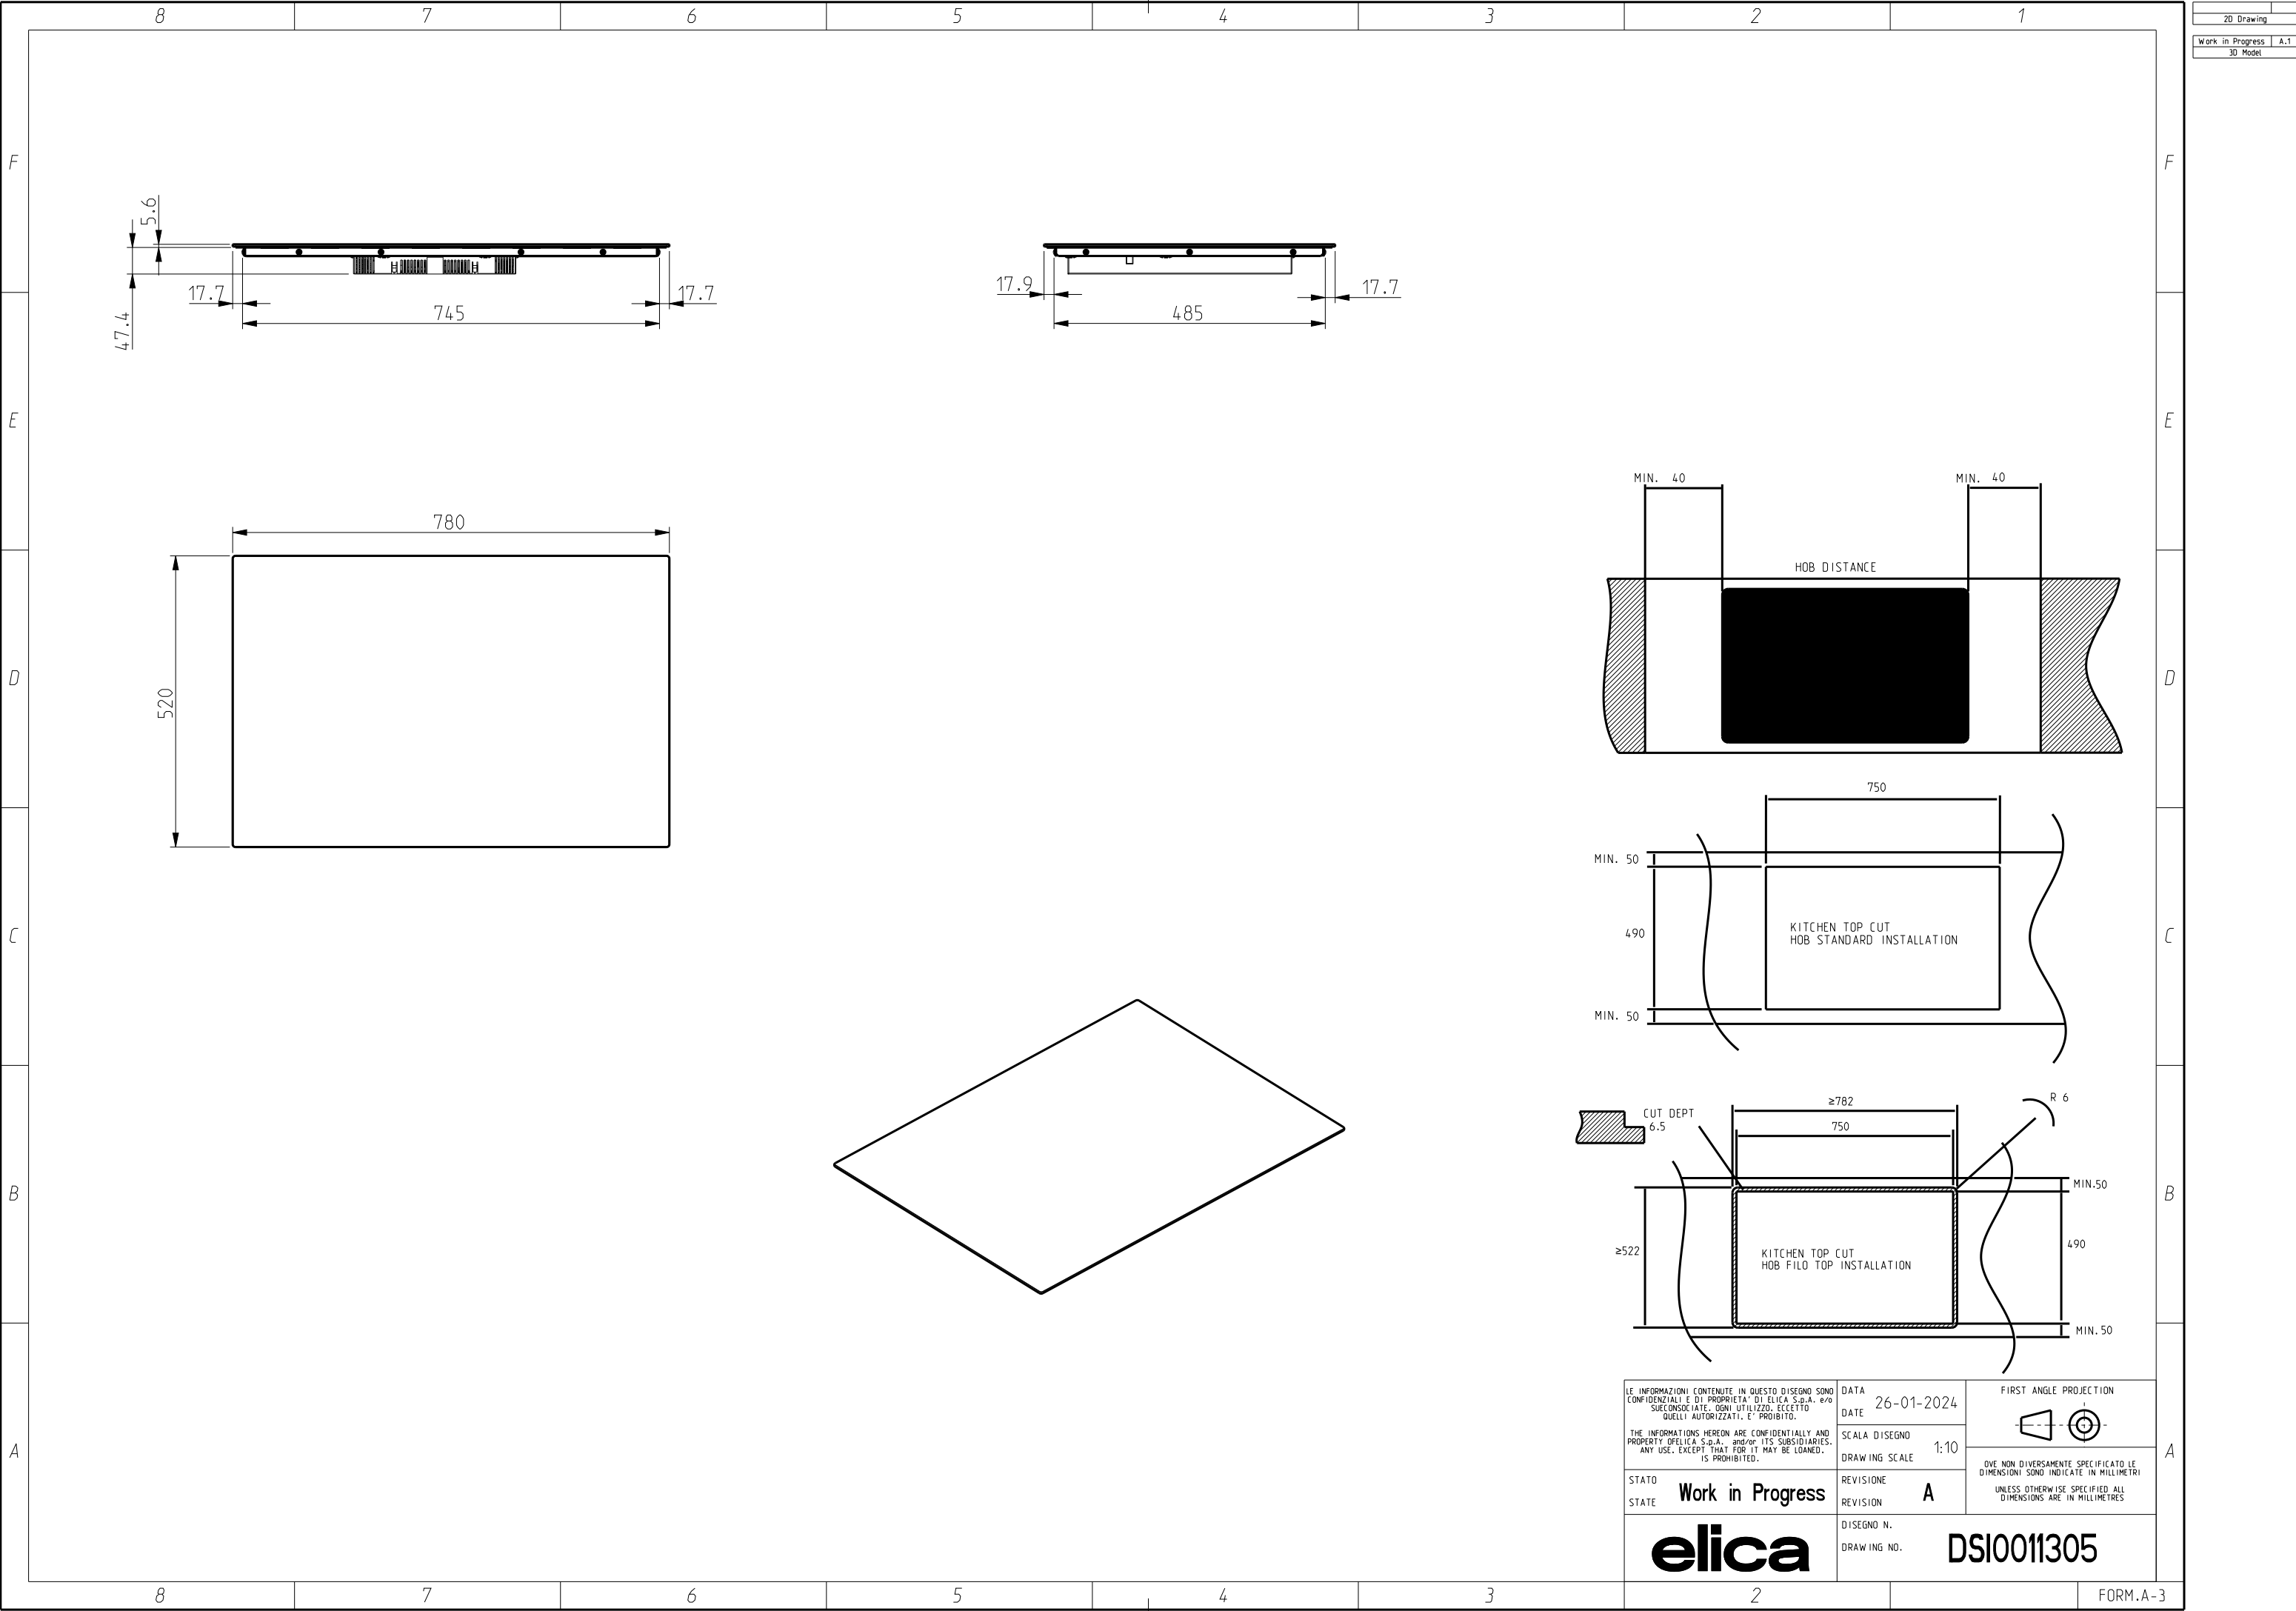 8 7 6 5 4 3 2 1
2D Drawing
Work in Progress A.1
3D Model
F F
5.6
47.4
17.7 17.7
745
17.9 17.7
485
E E
MIN. 40 MIN. 40
HOB DISTANCE
780
520
D D
750
MIN. 50
490
KITCHEN TOP CUT
HOB STANDARD INSTALLATION
MIN. 50
C C
CUT DEPT
6.5
≥782
750
R 6
MIN.50
≥522
490
KITCHEN TOP CUT
HOB FILO TOP INSTALLATION
MIN.50
B B
LE INFORMAZIONI CONTENUTE IN QUESTO DISEGNO SONO
CONFIDENZIALI E DI PROPRIETA' DI ELICA S.p.A. e/o
SUECONSOCIATE. OGNI UTILIZZO, ECCETTO
QUELLI AUTORIZZATI, E' PROIBITO.
THE INFORMATIONS HEREON ARE CONFIDENTIALLY AND
PROPERTY OFELICA S.p.A. and/or ITS SUBSIDIARIES.
ANY USE, EXCEPT THAT FOR IT MAY BE LOANED,
IS PROHIBITED.
DATA
DATE
26-01-2024
SCALA DISEGNO
DRAWING SCALE
1:10
FIRST ANGLE PROJECTION
OVE NON DIVERSAMENTE SPECIFICATO LE
DIMENSIONI SONO INDICATE IN MILLIMETRI
UNLESS OTHERWISE SPECIFIED ALL
DIMENSIONS ARE IN MILLIMETRES
STATO
STATE
Work in Progress
REVISIONE
REVISION
A
elica
DISEGNO N.
DRAWING NO.
DSI0011305
A A
8 7 6 5 4 3 2
FORM.A-3